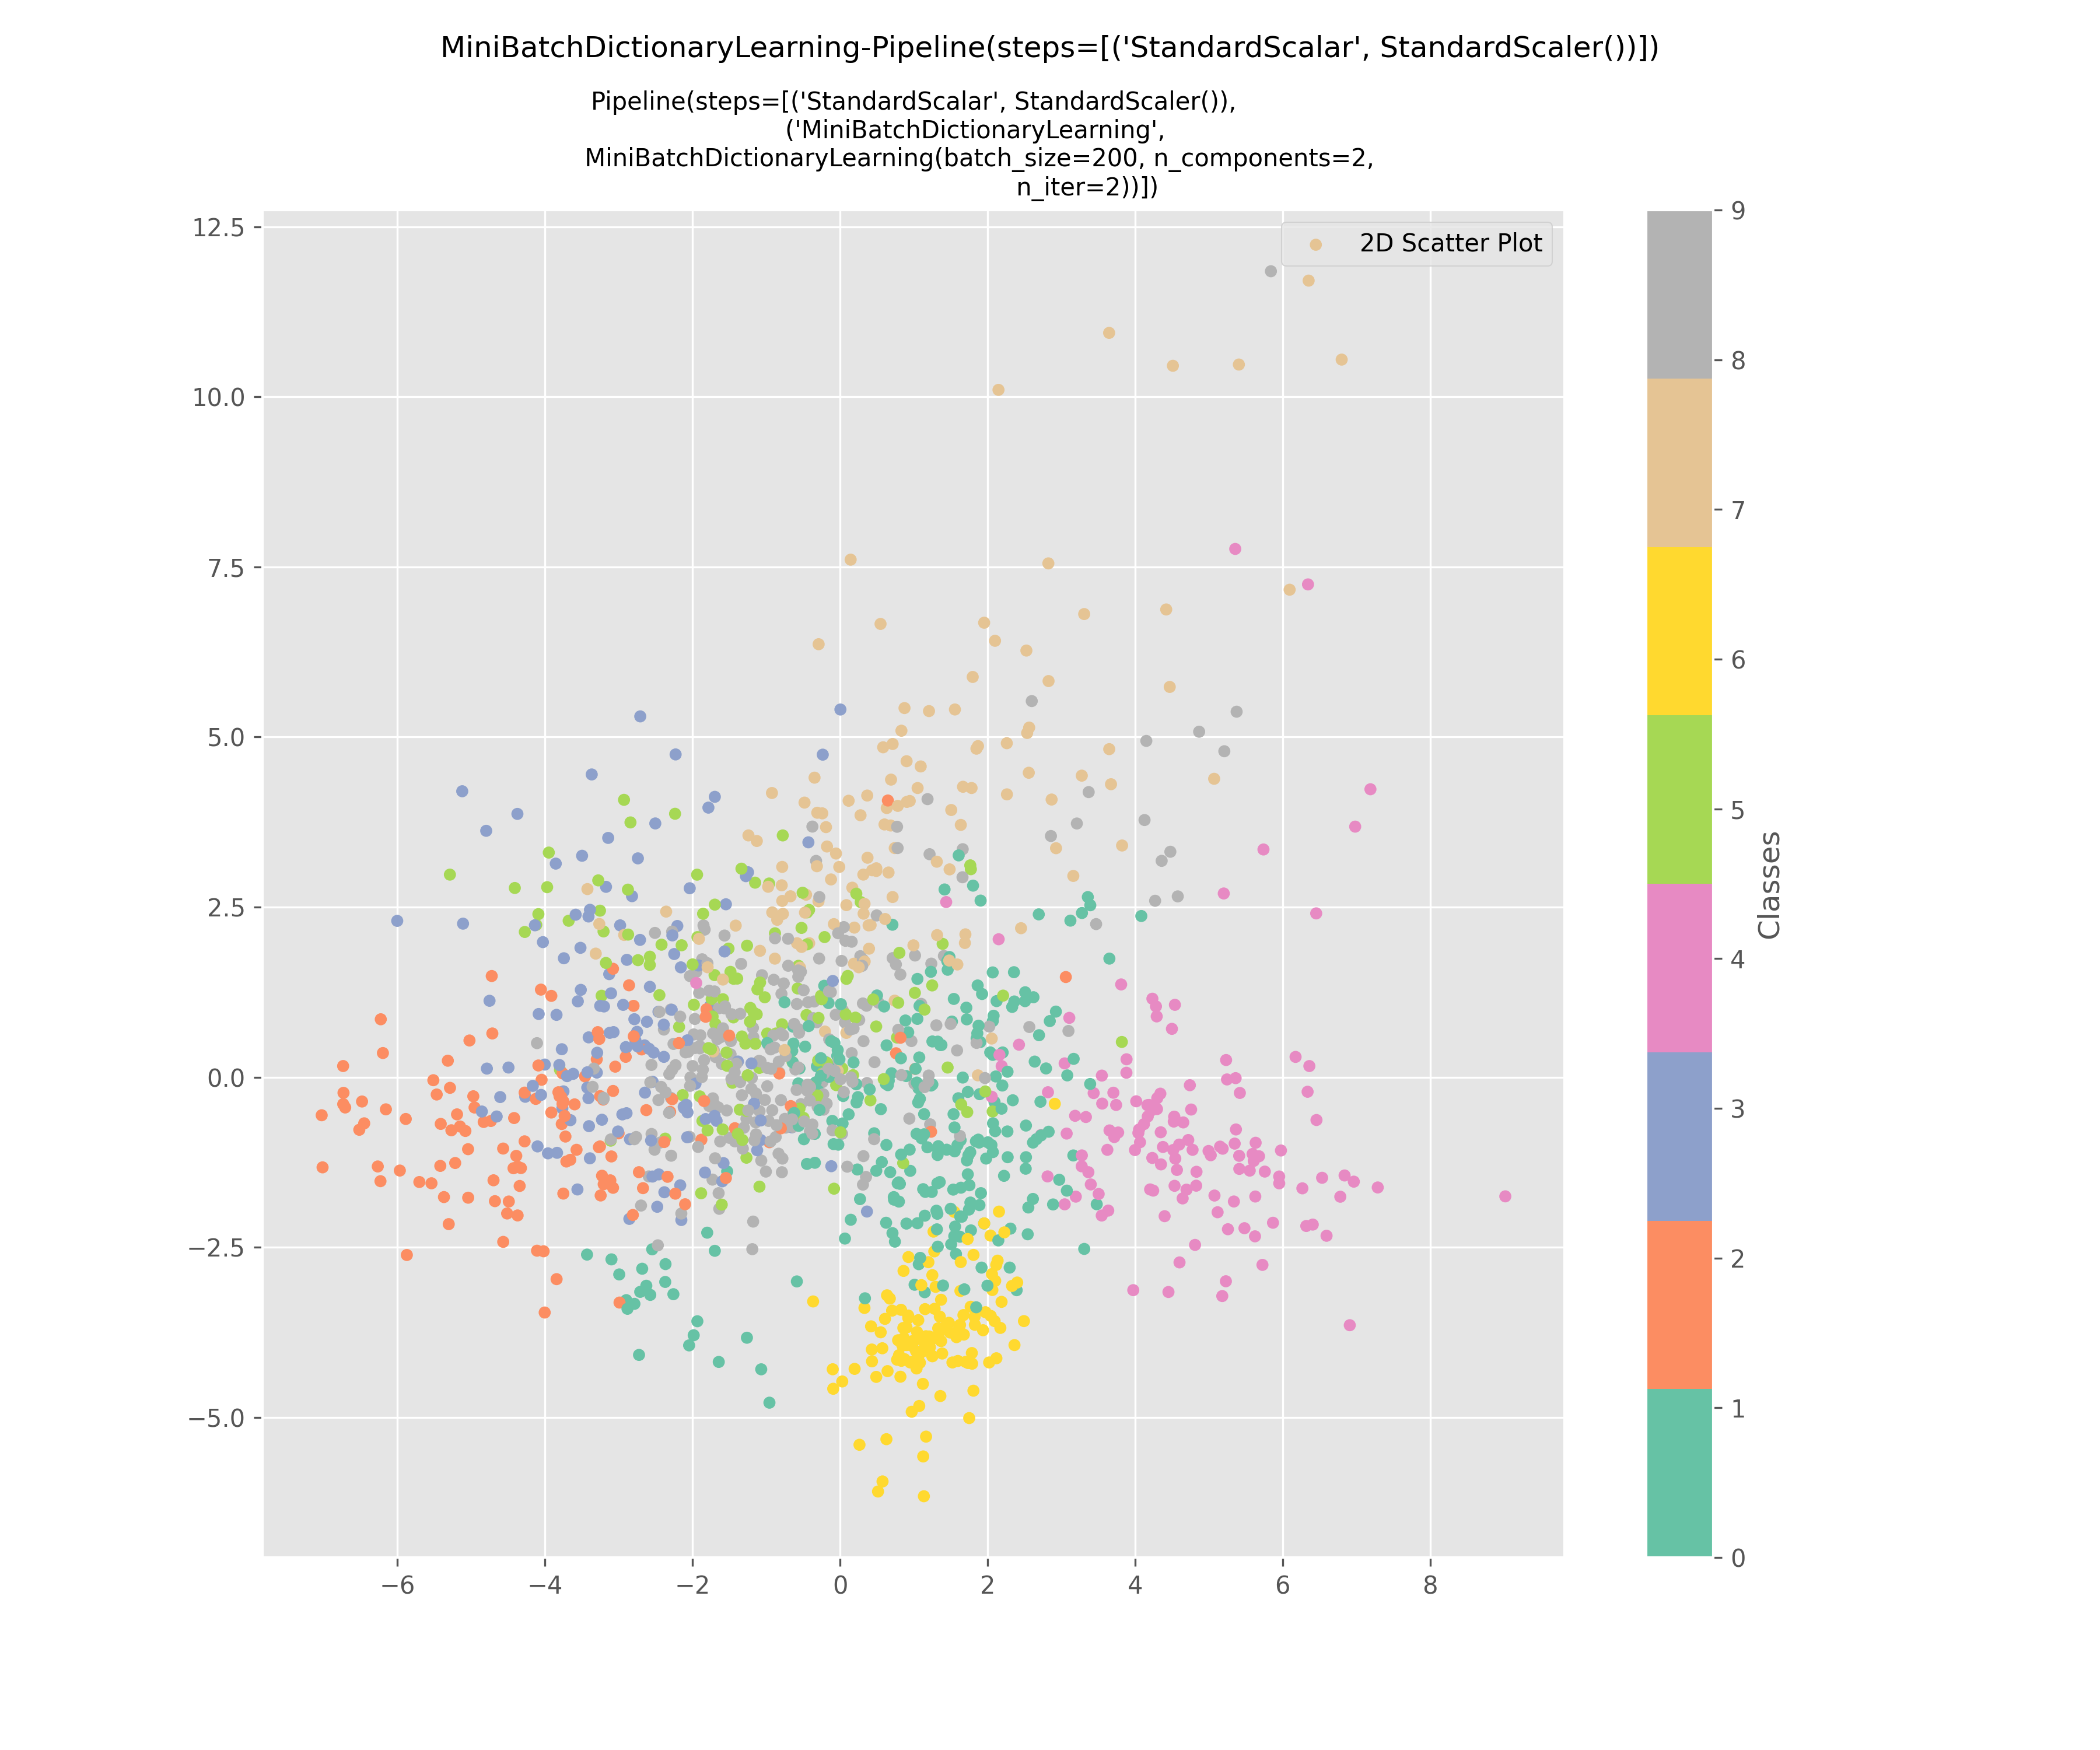 MiniBatchDictionaryLearning-Pipeline(steps=[('StandardScalar', StandardScaler())])
Pipeline(steps=[('StandardScalar', StandardScaler()),
('MiniBatchDictionaryLearning',
MiniBatchDictionaryLearning(batch_size=200, n_components=2,
n_iter=2))])
2D Scatter Plot
12.5
10.0
7.5
5.0
2.5
0.0
−2.5
−5.0
−6 −4 −2 0 2 4 6 8
9
8
7
6
5
4
3
2
1
0
Classes